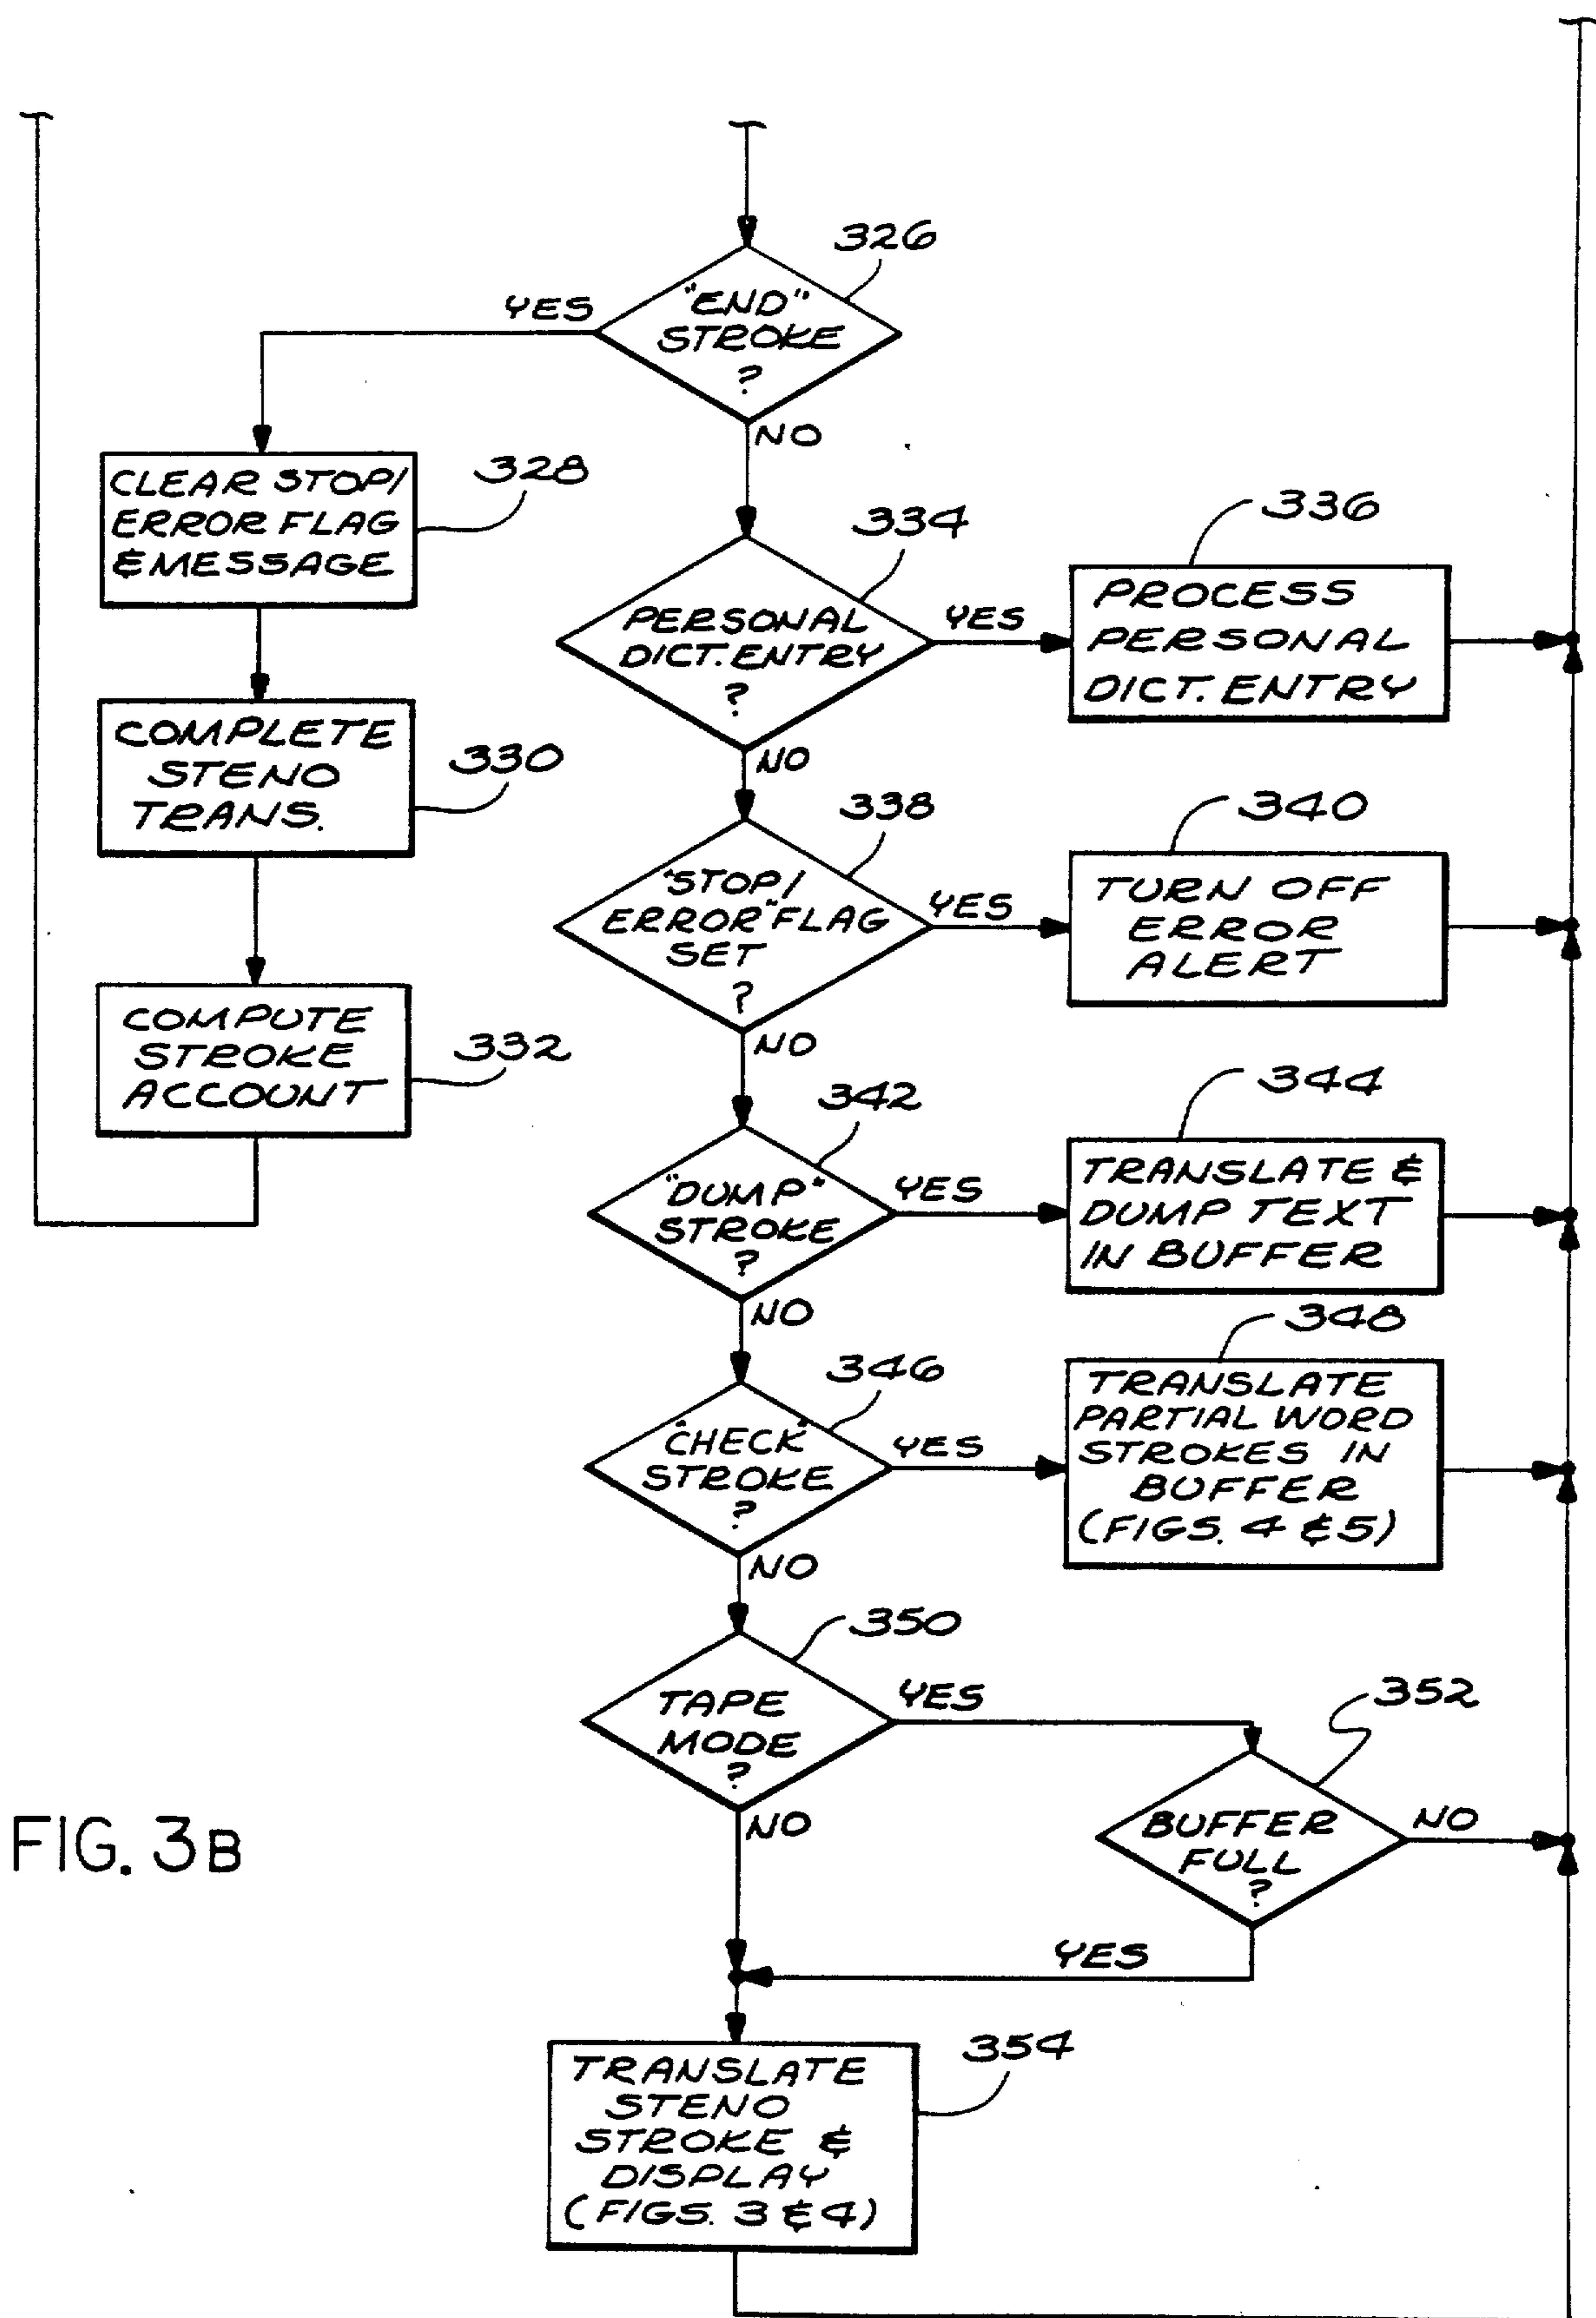 326
"END"
STROKE
?
YES
NO
CLEAR STOP/
ERROR FLAG
& MESSAGE
328
334
PERSONAL
DICT. ENTRY
?
YES
NO
336
PROCESS
PERSONAL
DICT. ENTRY
COMPLETE
STENO
TRANS.
330
338
"STOP/
ERROR" FLAG
SET
?
YES
NO
340
TURN OFF
ERROR
ALERT
COMPUTE
STROKE
ACCOUNT
332
342
"DUMP"
STROKE
?
YES
NO
344
TRANSLATE &
DUMP TEXT
IN BUFFER
346
"CHECK"
STROKE
?
YES
NO
348
TRANSLATE
PARTIAL WORD
STROKES IN
BUFFER
(FIGS. 4 & 5)
350
TAPE
MODE
?
YES
NO
352
BUFFER
FULL
?
NO
YES
FIG. 3B
354
TRANSLATE
STENO
STROKE &
DISPLAY
(FIGS. 3 & 4)